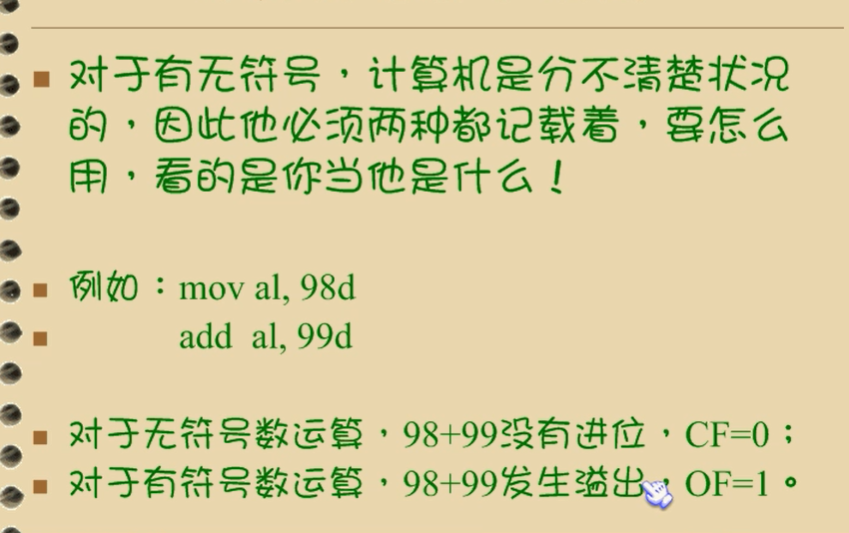 对于有无符号，计算机是分不清楚状况
的，因此他必须两种都记载着，要怎么
用，看的是你当他是什么！
例如：mov al, 98d
add al, 99d
对于无符号数运算，98+99没有进位，CF=0；
对于有符号数运算，98+99发生溢出，OF=1。